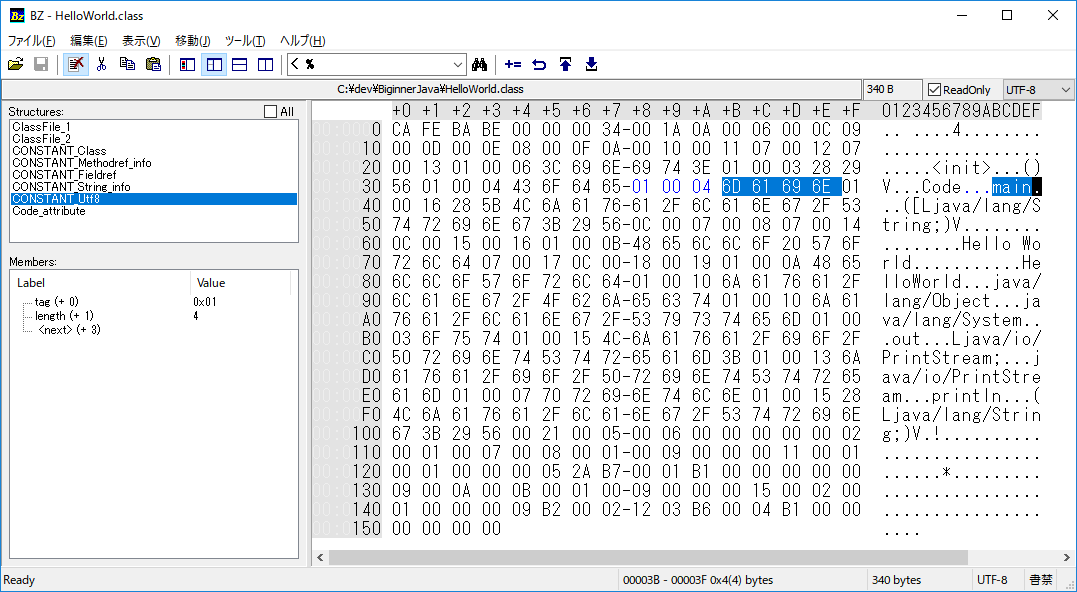 BZ - HelloWorld.class
ファイル(F) 編集(E) 表示(V) 移動(J) ツール(T) ヘルプ(H)
< %
C:¥dev¥BiginnerJava¥HelloWorld.class 340 B ReadOnly UTF-8
Structures: All
ClassFile_1
ClassFile_2
CONSTANT_Class
CONSTANT_Methodref_info
CONSTANT_Fieldref
CONSTANT_String_info
CONSTANT_Utf8
Code_attribute
Members:
Label Value
tag (+ 0) 0x01
length (+ 1) 4
<next> (+ 3)
+0 +1 +2 +3 +4 +5 +6 +7 -+8 +9 +A +B +C +D +E +F 0123456789ABCDEF
0 CA FE BA BE 00 00 00 34-00 1A 0A 00 06 00 0C 09 .. ....4........
10 00 0D 00 0E 08 00 0F 0A-00 10 00 11 07 00 12 07 ................
20 00 13 01 00 06 3C 69 6E-69 74 3E 01 00 03 28 29 .....<init>...()
30 56 01 00 04 43 6F 64 65-01 00 04 6D 61 69 6E 01 V...Code...main.
40 00 16 28 5B 4C 6A 61 76-61 2F 6C 61 6E 67 2F 53 ..([Ljava/lang/S
50 74 72 69 6E 67 3B 29 56-0C 00 07 00 08 07 00 14 tring;)V........
60 0C 00 15 00 16 01 00 0B-48 65 6C 6C 6F 20 57 6F ........Hello Wo
70 72 6C 64 07 00 17 0C 00-18 00 19 01 00 0A 48 65 rld...........He
80 6C 6C 6F 57 6F 72 6C 64-01 00 10 6A 61 76 61 2F lloWorld...java/
90 6C 61 6E 67 2F 4F 62 6A-65 63 74 01 00 10 6A 61 lang/Object...ja
A0 76 61 2F 6C 61 6E 67 2F-53 79 73 74 65 6D 01 00 va/lang/System..
B0 03 6F 75 74 01 00 15 4C-6A 61 76 61 2F 69 6F 2F .out...Ljava/io/
C0 50 72 69 6E 74 53 74 72-65 61 6D 3B 01 00 13 6A PrintStream;...j
D0 61 76 61 2F 69 6F 2F 50-72 69 6E 74 53 74 72 65 ava/io/PrintStre
E0 61 6D 01 00 07 70 72 69-6E 74 6C 6E 01 00 15 28 am...println...(
F0 4C 6A 61 76 61 2F 6C 61-6E 67 2F 53 74 72 69 6E Ljava/lang/Strin
100 67 3B 29 56 00 21 00 05-00 06 00 00 00 00 00 02 g;)V.!..........
110 00 01 00 07 00 08 00 01-00 09 00 00 00 11 00 01 ................
120 00 01 00 00 00 05 2A B7-00 01 B1 00 00 00 00 00 ......*.........
130 09 00 0A 00 0B 00 01 00-09 00 00 00 15 00 02 00 ................
140 01 00 00 00 09 B2 00 02-12 03 B6 00 04 B1 00 00 ................
150 00 00 00 00 ....
Ready 00003B - 00003F 0x4(4) bytes 340 bytes UTF-8 書禁